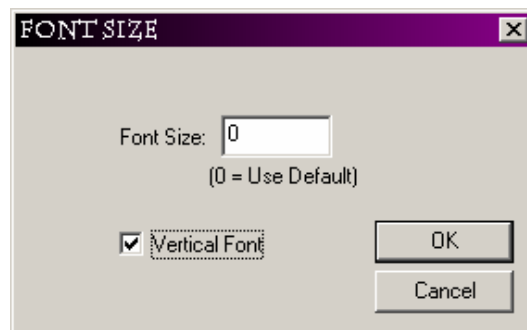 FONT SIZE
Font Size: 0
(0 = Use Default)
Vertical Font
OK
Cancel